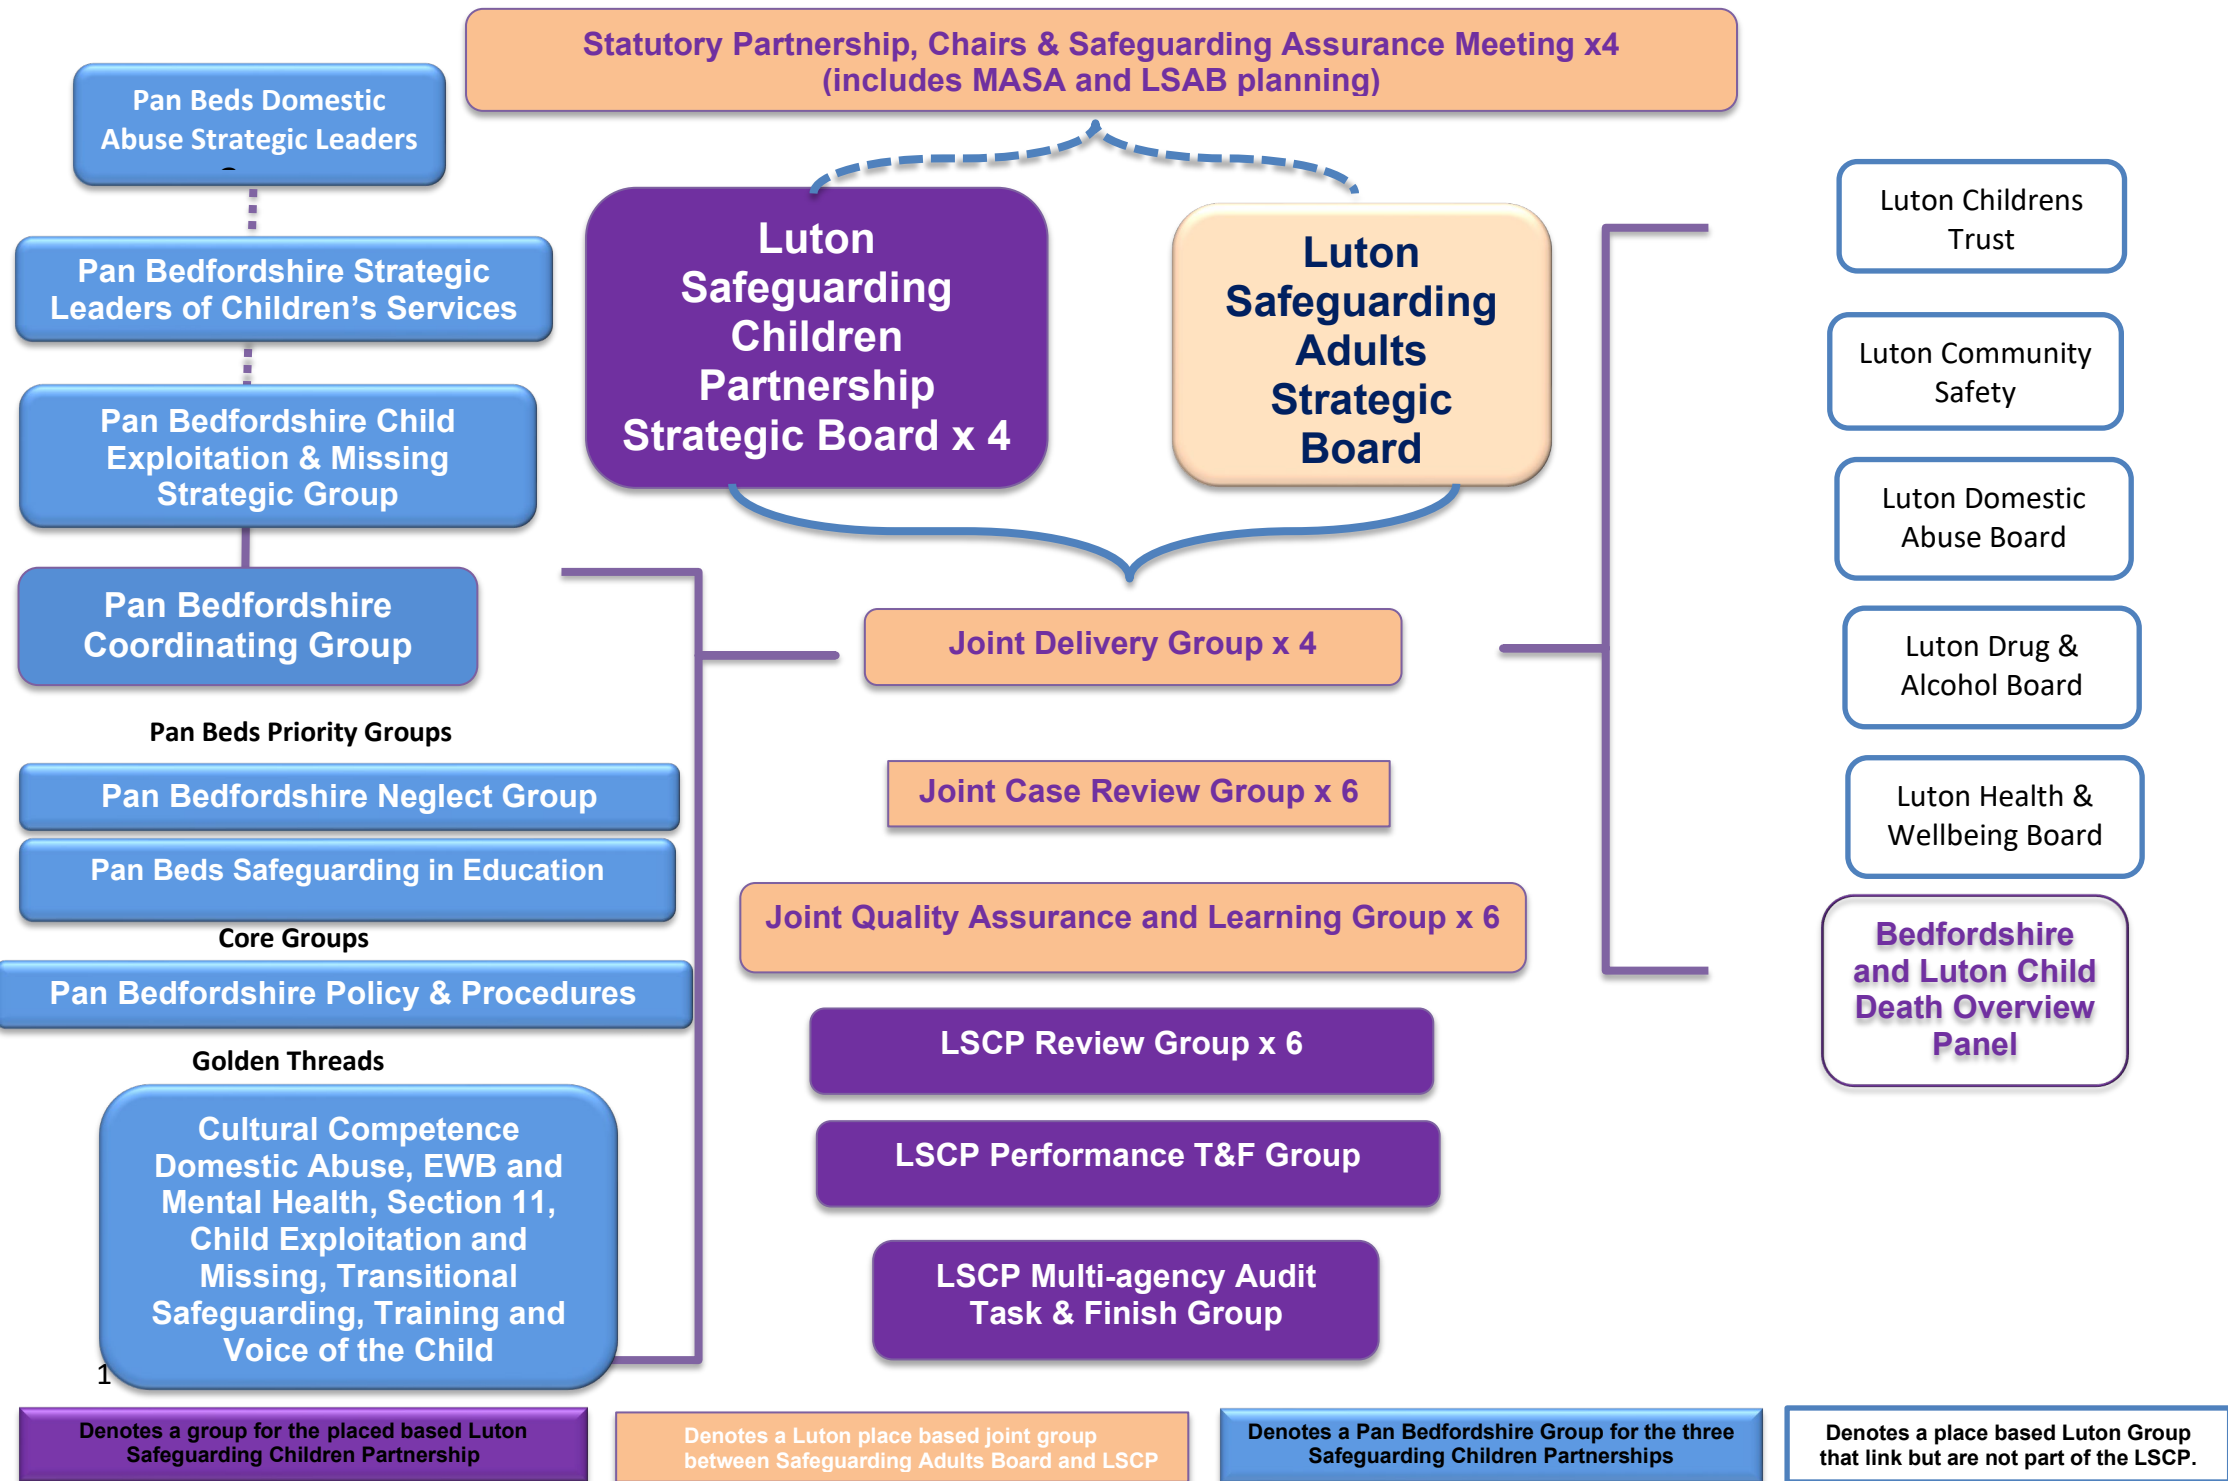 Statutory Partnership, Chairs & Safeguarding Assurance Meeting x4
(includes MASA and LSAB planning)
Pan Beds Domestic
Abuse Strategic Leaders
Pan Bedfordshire Strategic
Leaders of Children’s Services
Pan Bedfordshire Child
Exploitation & Missing
Strategic Group
Pan Bedfordshire
Coordinating Group
Pan Beds Priority Groups
Pan Bedfordshire Neglect Group
Pan Beds Safeguarding in Education
Core Groups
Pan Bedfordshire Policy & Procedures
Golden Threads
Cultural Competence
Domestic Abuse, EWB and
Mental Health, Section 11,
Child Exploitation and
Missing, Transitional
Safeguarding, Training and
Voice of the Child
1
Luton
Safeguarding
Children
Partnership
Strategic Board x 4
Luton
Safeguarding
Adults
Strategic
Board
Joint Delivery Group x 4
Joint Case Review Group x 6
Joint Quality Assurance and Learning Group x 6
LSCP Review Group x 6
LSCP Performance T&F Group
LSCP Multi-agency Audit
Task & Finish Group
Luton Childrens
Trust
Luton Community
Safety
Luton Domestic
Abuse Board
Luton Drug &
Alcohol Board
Luton Health &
Wellbeing Board
Bedfordshire
and Luton Child
Death Overview
Panel
Denotes a group for the placed based Luton
Safeguarding Children Partnership
Denotes a Luton place based joint group
between Safeguarding Adults Board and LSCP
Denotes a Pan Bedfordshire Group for the three
Safeguarding Children Partnerships
Denotes a place based Luton Group
that link but are not part of the LSCP.